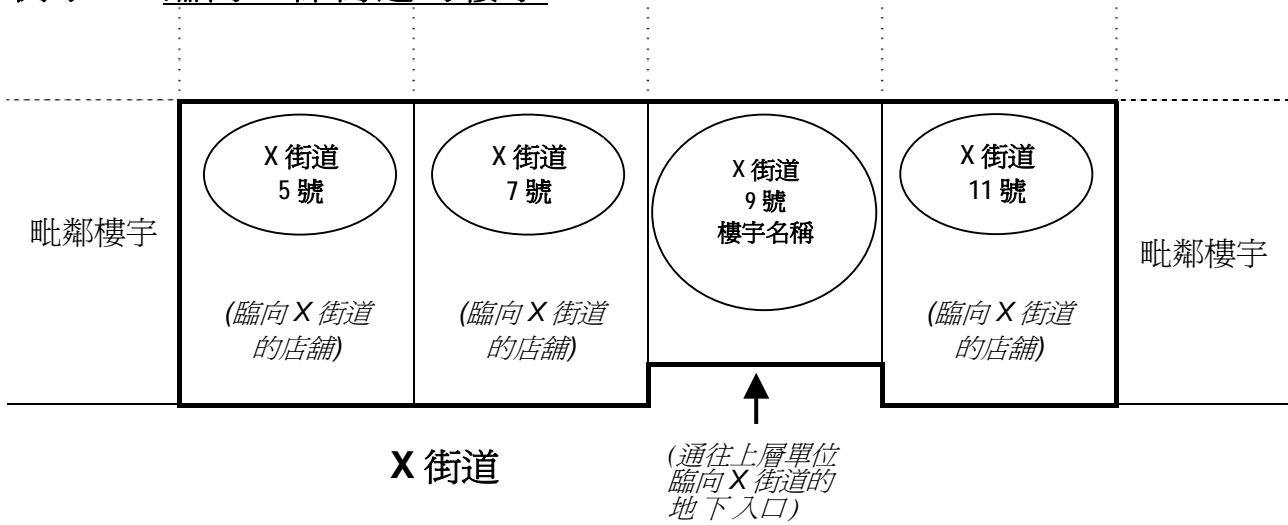 X 街道
5 號
X 街道
7 號
X 街道
9 號
樓宇名稱
X 街道
11 號
毗鄰樓宇
毗鄰樓宇
(臨向 X 街道
的店舖)
(臨向 X 街道
的店舖)
(臨向 X 街道
的店舖)
X 街道
(通往上層單位
臨向 X 街道的
地下入口)